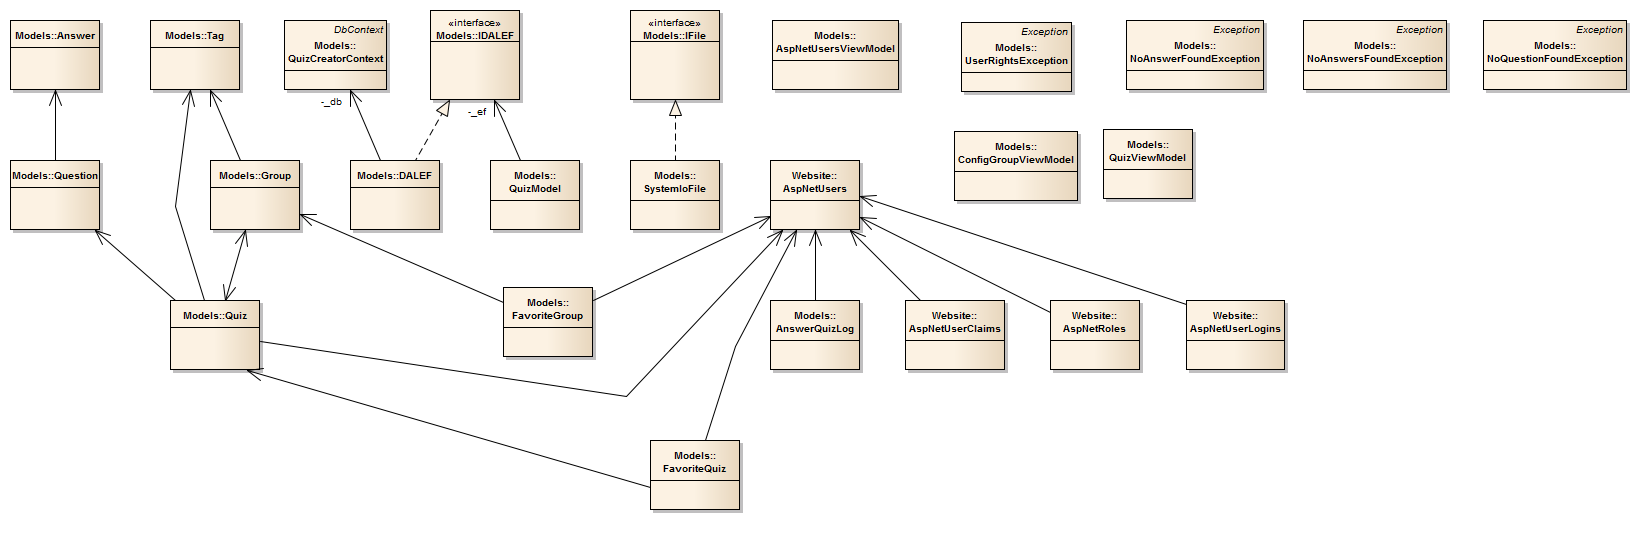 Models::Answer
Models::Tag
DbContext
Models::
QuizCreatorContext
«interface»
Models::IDALEF
«interface»
Models::IFile
Models::
AspNetUsersViewModel
Exception
Models::
UserRightsException
Exception
Models::
NoAnswerFoundException
Exception
Models::
NoAnswersFoundException
Exception
Models::
NoQuestionFoundException
-_db
-_ef
Models::
ConfigGroupViewModel
Models::
QuizViewModel
Models::Question
Models::Group
Models::DALEF
Models::
QuizModel
Models::
SystemIoFile
Website::
AspNetUsers
Models::Quiz
Models::
FavoriteGroup
Models::
AnswerQuizLog
Website::
AspNetUserClaims
Website::
AspNetRoles
Website::
AspNetUserLogins
Models::
FavoriteQuiz